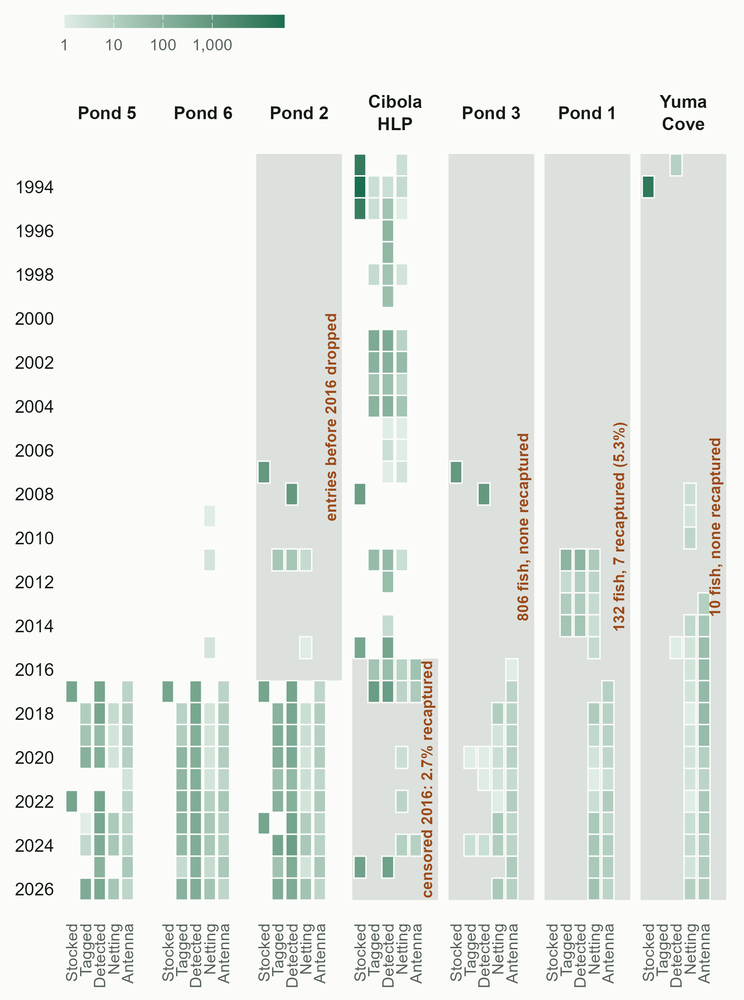 1 10 100 1,000
Pond 5 Pond 6 Pond 2 Cibola HLP Pond 3 Pond 1 Yuma Cove
1994
1996
1998
2000
2002
2004
2006
2008
2010
2012
2014
2016
2018
2020
2022
2024
2026
entries before 2016 dropped
censored 2016: 2.7% recaptured
806 fish, none recaptured
132 fish, 7 recaptured (5.3%)
10 fish, none recaptured
Stocked Tagged Detected Netting Antenna
Stocked Tagged Detected Netting Antenna
Stocked Tagged Detected Netting Antenna
Stocked Tagged Detected Netting Antenna
Stocked Tagged Detected Netting Antenna
Stocked Tagged Detected Netting Antenna
Stocked Tagged Detected Netting Antenna